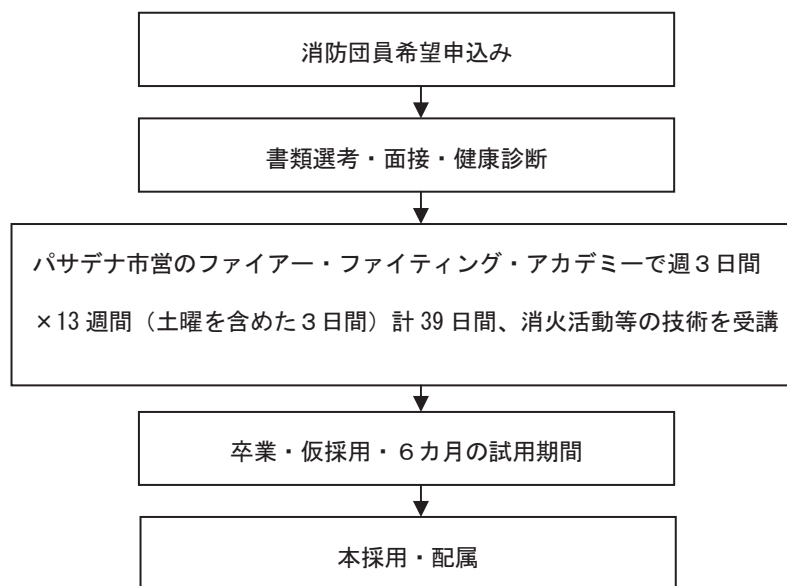 消防団員希望申込み
書類選考・面接・健康診断
パサデナ市営のファイアー・ファイティング・アカデミーで週３日間
×13 週間（土曜を含めた３日間）計 39 日間、消火活動等の技術を受講
卒業・仮採用・６カ月の試用期間
本採用・配属